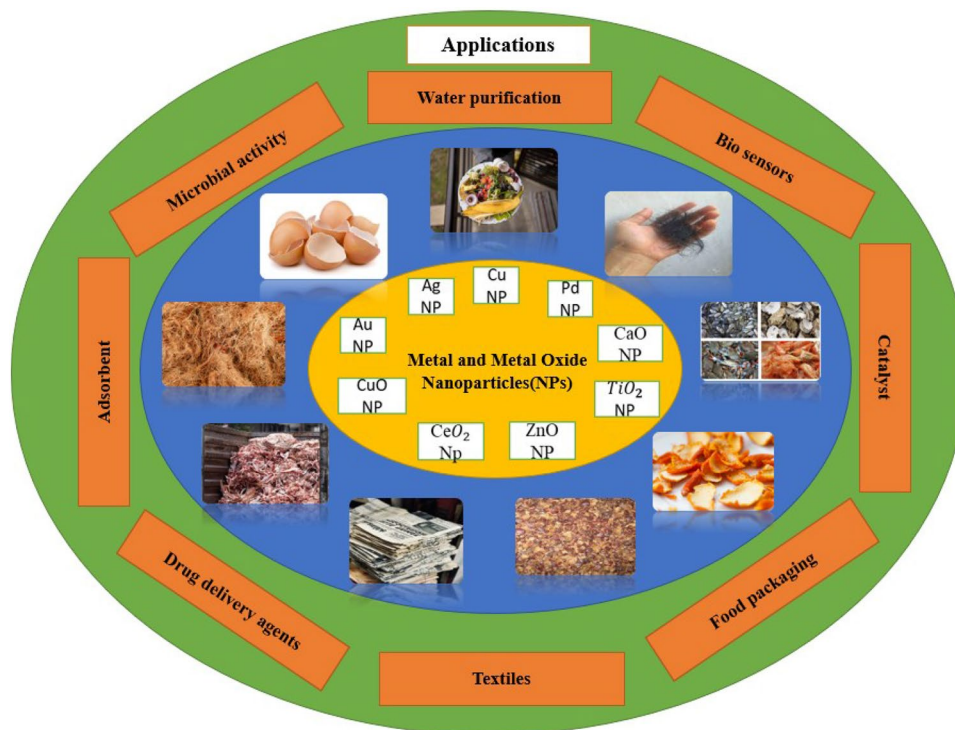 Applications
Water purification
Microbial activity
Bio sensors
Adsorbent
Catalyst
Drug delivery agents
Food packaging
Textiles
Cu
NP
Ag
NP
Pd
NP
Au
NP
CaO
NP
Metal and Metal Oxide
Nanoparticles(NPs)
CuO
NP
TiO₂
NP
CeO₂
Np
ZnO
NP